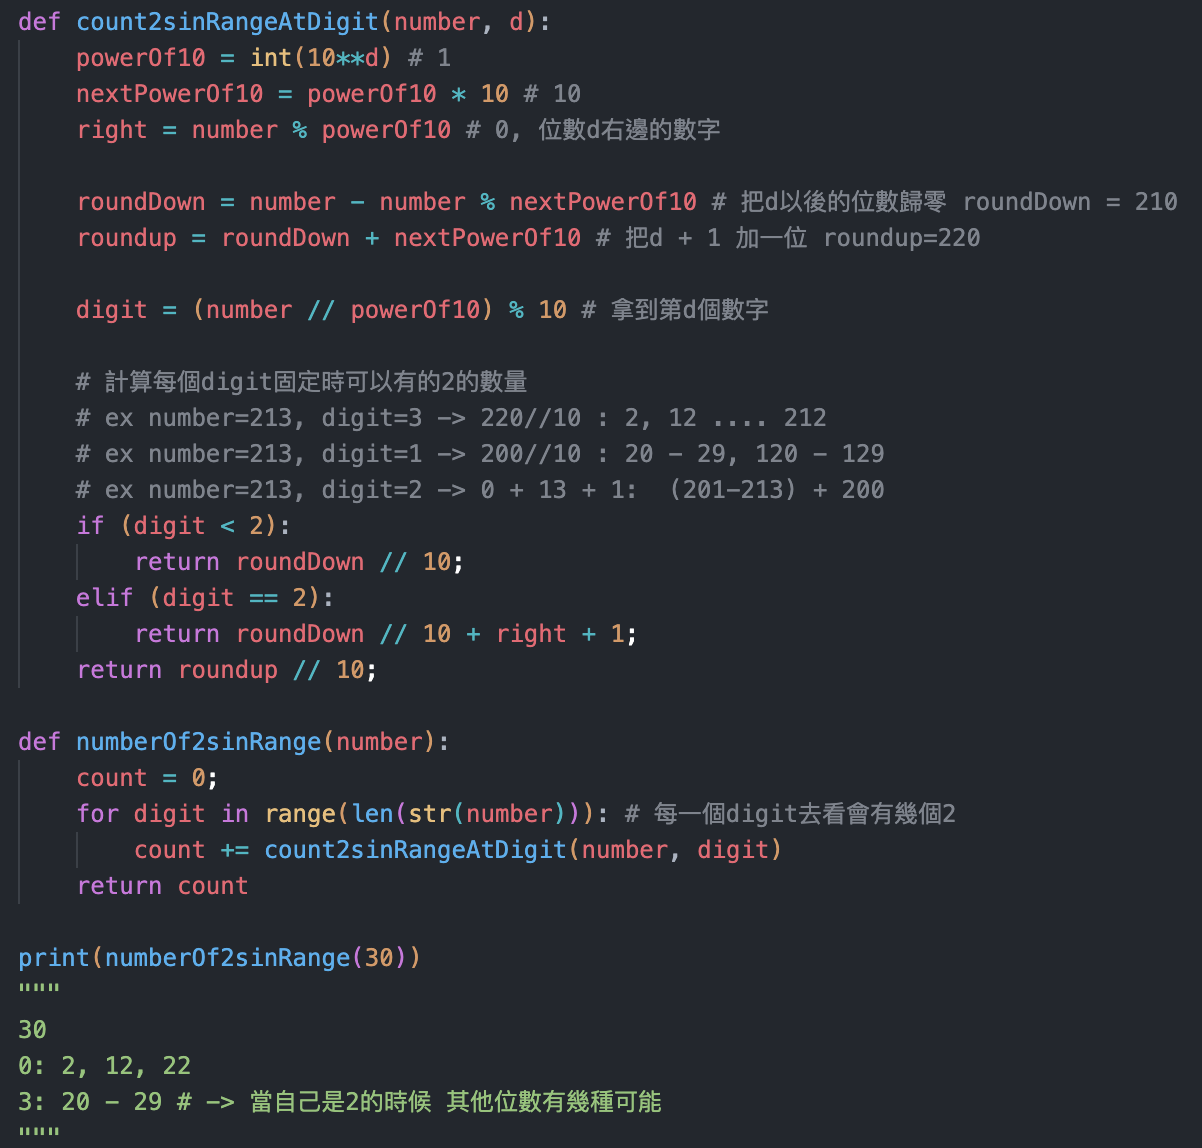 def count2sinRangeAtDigit(number, d):
    powerOf10 = int(10**d) # 1
    nextPowerOf10 = powerOf10 * 10 # 10
    right = number % powerOf10 # 0, 位數d右邊的數字
    roundDown = number - number % nextPowerOf10 # 把d以後的位數歸零 roundDown = 210
    roundup = roundDown + nextPowerOf10 # 把d + 1 加一位 roundup=220
    digit = (number // powerOf10) % 10 # 拿到第d個數字
    # 計算每個digit固定時可以有的2的數量
    # ex number=213, digit=3 -> 220//10 : 2, 12 .... 212
    # ex number=213, digit=1 -> 200//10 : 20 - 29, 120 - 129
    # ex number=213, digit=2 -> 0 + 13 + 1:  (201-213) + 200
    if (digit < 2):
        return roundDown // 10;
    elif (digit == 2):
        return roundDown // 10 + right + 1;
    return roundup // 10;
def numberOf2sinRange(number):
    count = 0;
    for digit in range(len(str(number))): # 每一個digit去看會有幾個2
        count += count2sinRangeAtDigit(number, digit)
    return count
print(numberOf2sinRange(30))
"""
30
0: 2, 12, 22
3: 20 - 29 # -> 當自己是2的時候 其他位數有幾種可能
"""